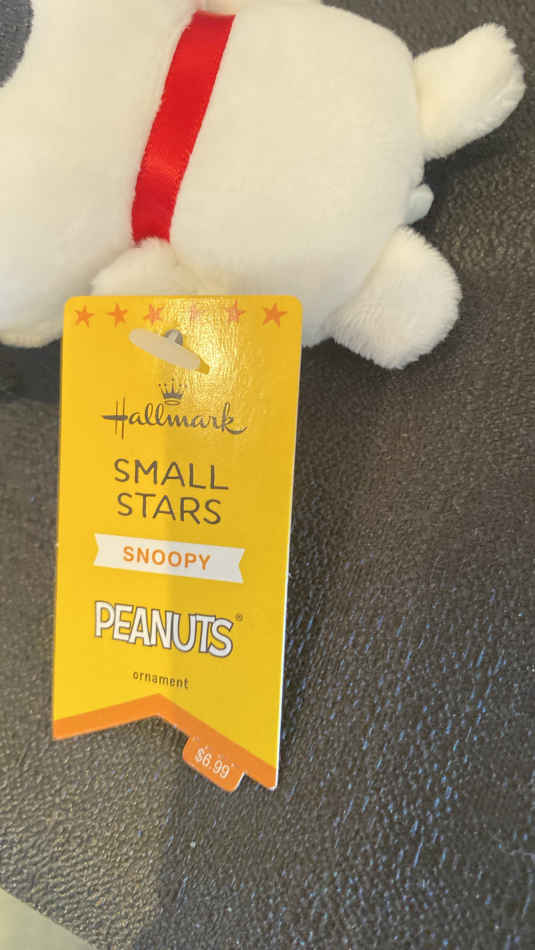 Hallmark
SMALL
STARS
SNOOPY
PEANUTS®
ornament
$6.99